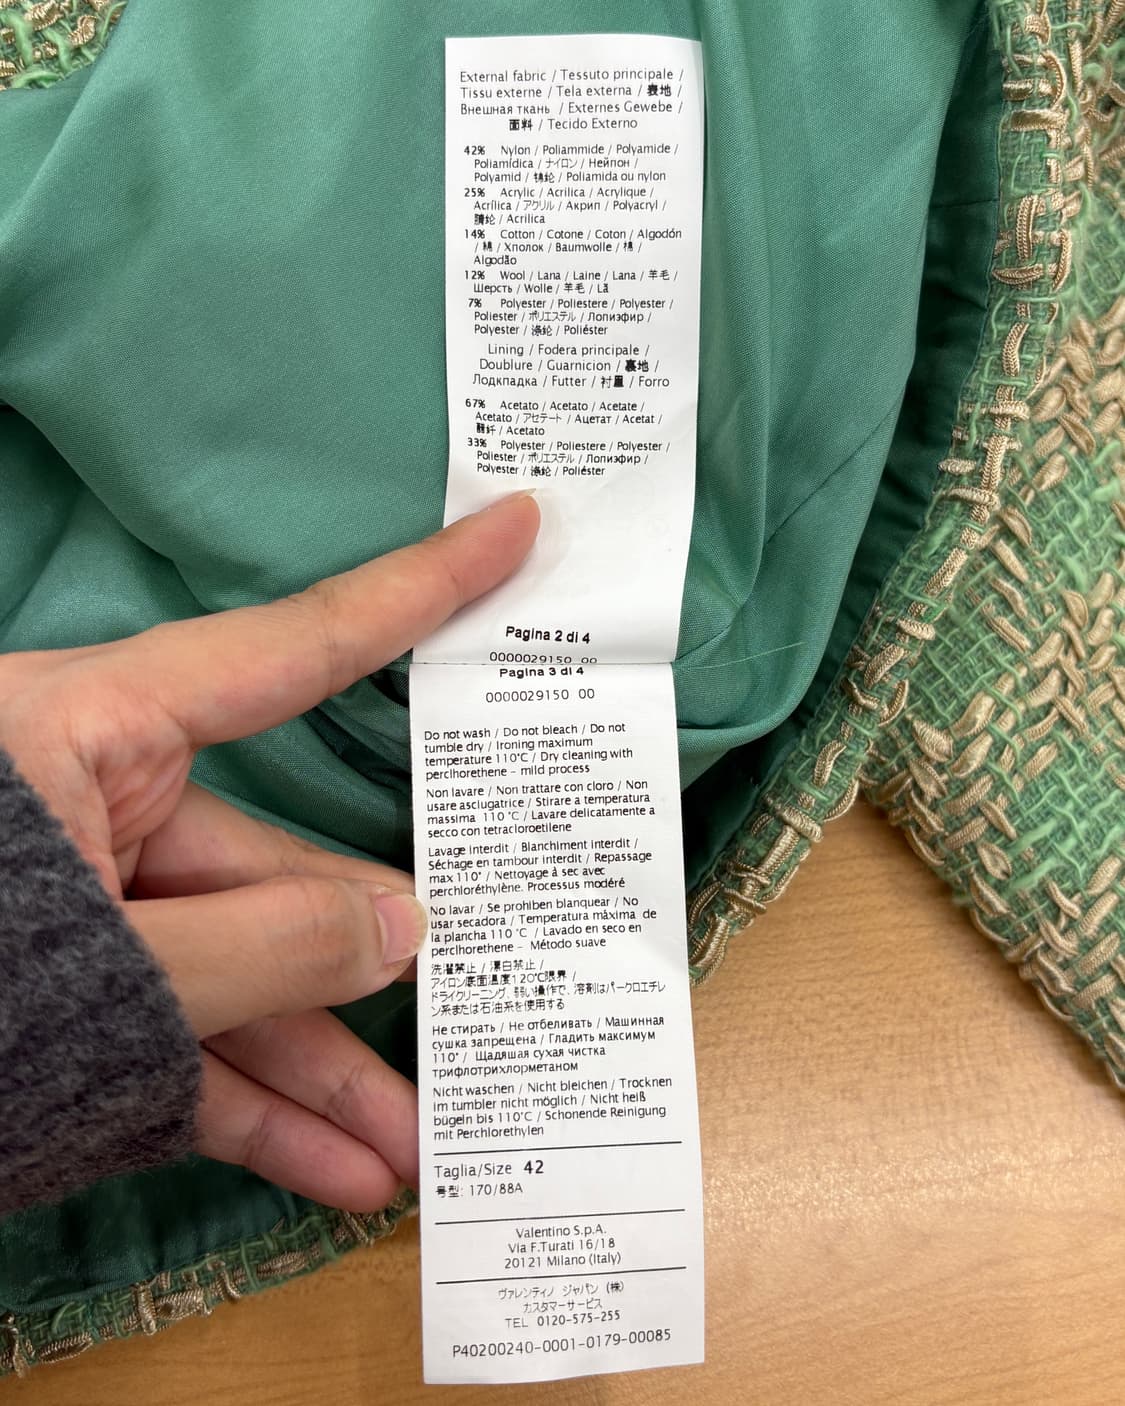 External fabric / Tessuto principale /
Tissu externe / Tela externa / 表地 /
Внешная ткань / Externes Gewebe /
面料 / Tecido Externo
42% Nylon / Poliammide / Polyamide /
Poliamídica / ナイロン / Нейпон /
Polyamid / 锦纶 / Poliamida ou nylon
25% Acrylic / Acrilica / Acrylique /
Acrílica / アクリル / Акрип / Polyacryl /
腈纶 / Acrilica
14% Cotton / Cotone / Coton / Algodón
/ 綿 / Хполок / Baumwolle / 棉 /
Algodão
12% Wool / Lana / Laine / Lana / 羊毛 /
Шерсть / Wolle / 羊毛 / Lã
7% Polyester / Poliestere / Polyester /
Poliester / ポリエステル / Лопиэфир /
Polyester / 涤纶 / Poliéster
Lining / Fodera principale /
Doublure / Guarnicion / 裏地 /
Лодкпадка / Futter / 衬里 / Forro
67% Acetato / Acetato / Acetate /
Acetato / アセテート / Ацетат / Acetat /
醋纤 / Acetato
33% Polyester / Poliestere / Polyester /
Poliester / ポリエステル / Лопиэфир /
Polyester / 涤纶 / Poliéster
Pagina 2 di 4
0000029150 00
Pagina 3 di 4
0000029150 00
Do not wash / Do not bleach / Do not
tumble dry / Ironing maximum
temperature 110°C / Dry cleaning with
perclhorethene - mild process
Non lavare / Non trattare con cloro / Non
usare asciugatrice / Stirare a temperatura
massima 110 °C / Lavare delicatamente a
secco con tetracloroetilene
Lavage interdit / Blanchiment interdit /
Séchage en tambour interdit / Repassage
max 110° / Nettoyage à sec avec
perchloréthylène. Processus modéré
No lavar / Se prohiben blanquear / No
usar secadora / Temperatura màxima de
la plancha 110 °C / Lavado en seco en
perclhorethene - Método suave
洗濯禁止 / 漂白禁止 /
アイロン底面温度120℃限界 /
ドライクリーニング、弱い操作で、溶剤はパークロエチレ
ン系または石油系を使用する
Не стирать / Не отбеливать / Машинная
сушка запрещена / Гладить максимум
110° / Щадяшая сухая чистка
трифлотрихлорметаном
Nicht waschen / Nicht bleichen / Trocknen
im tumbler nicht möglich / Nicht heiß
bügeln bis 110°C / Schonende Reinigung
mit Perchlorethylen
Taglia/Size 42
号型: 170/88A
Valentino S.p.A.
Via F.Turati 16/18
20121 Milano (Italy)
ヴァレンティノ ジャパン (株)
カスタマーサービス
TEL 0120-575-255
P40200240-0001-0179-00085